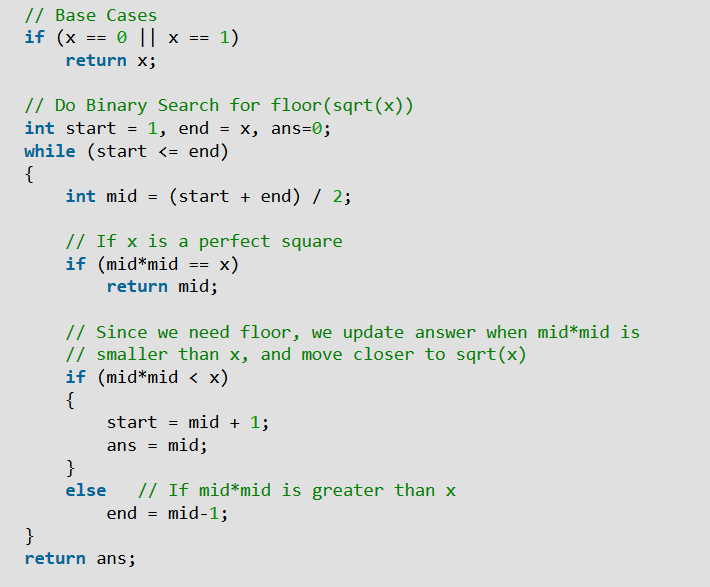 // Base Cases
if (x == 0 || x == 1)
    return x;

// Do Binary Search for floor(sqrt(x))
int start = 1, end = x, ans=0;
while (start <= end)
{
    int mid = (start + end) / 2;

    // If x is a perfect square
    if (mid*mid == x)
        return mid;

    // Since we need floor, we update answer when mid*mid is
    // smaller than x, and move closer to sqrt(x)
    if (mid*mid < x)
    {
        start = mid + 1;
        ans = mid;
    }
    else   // If mid*mid is greater than x
        end = mid-1;
}
return ans;